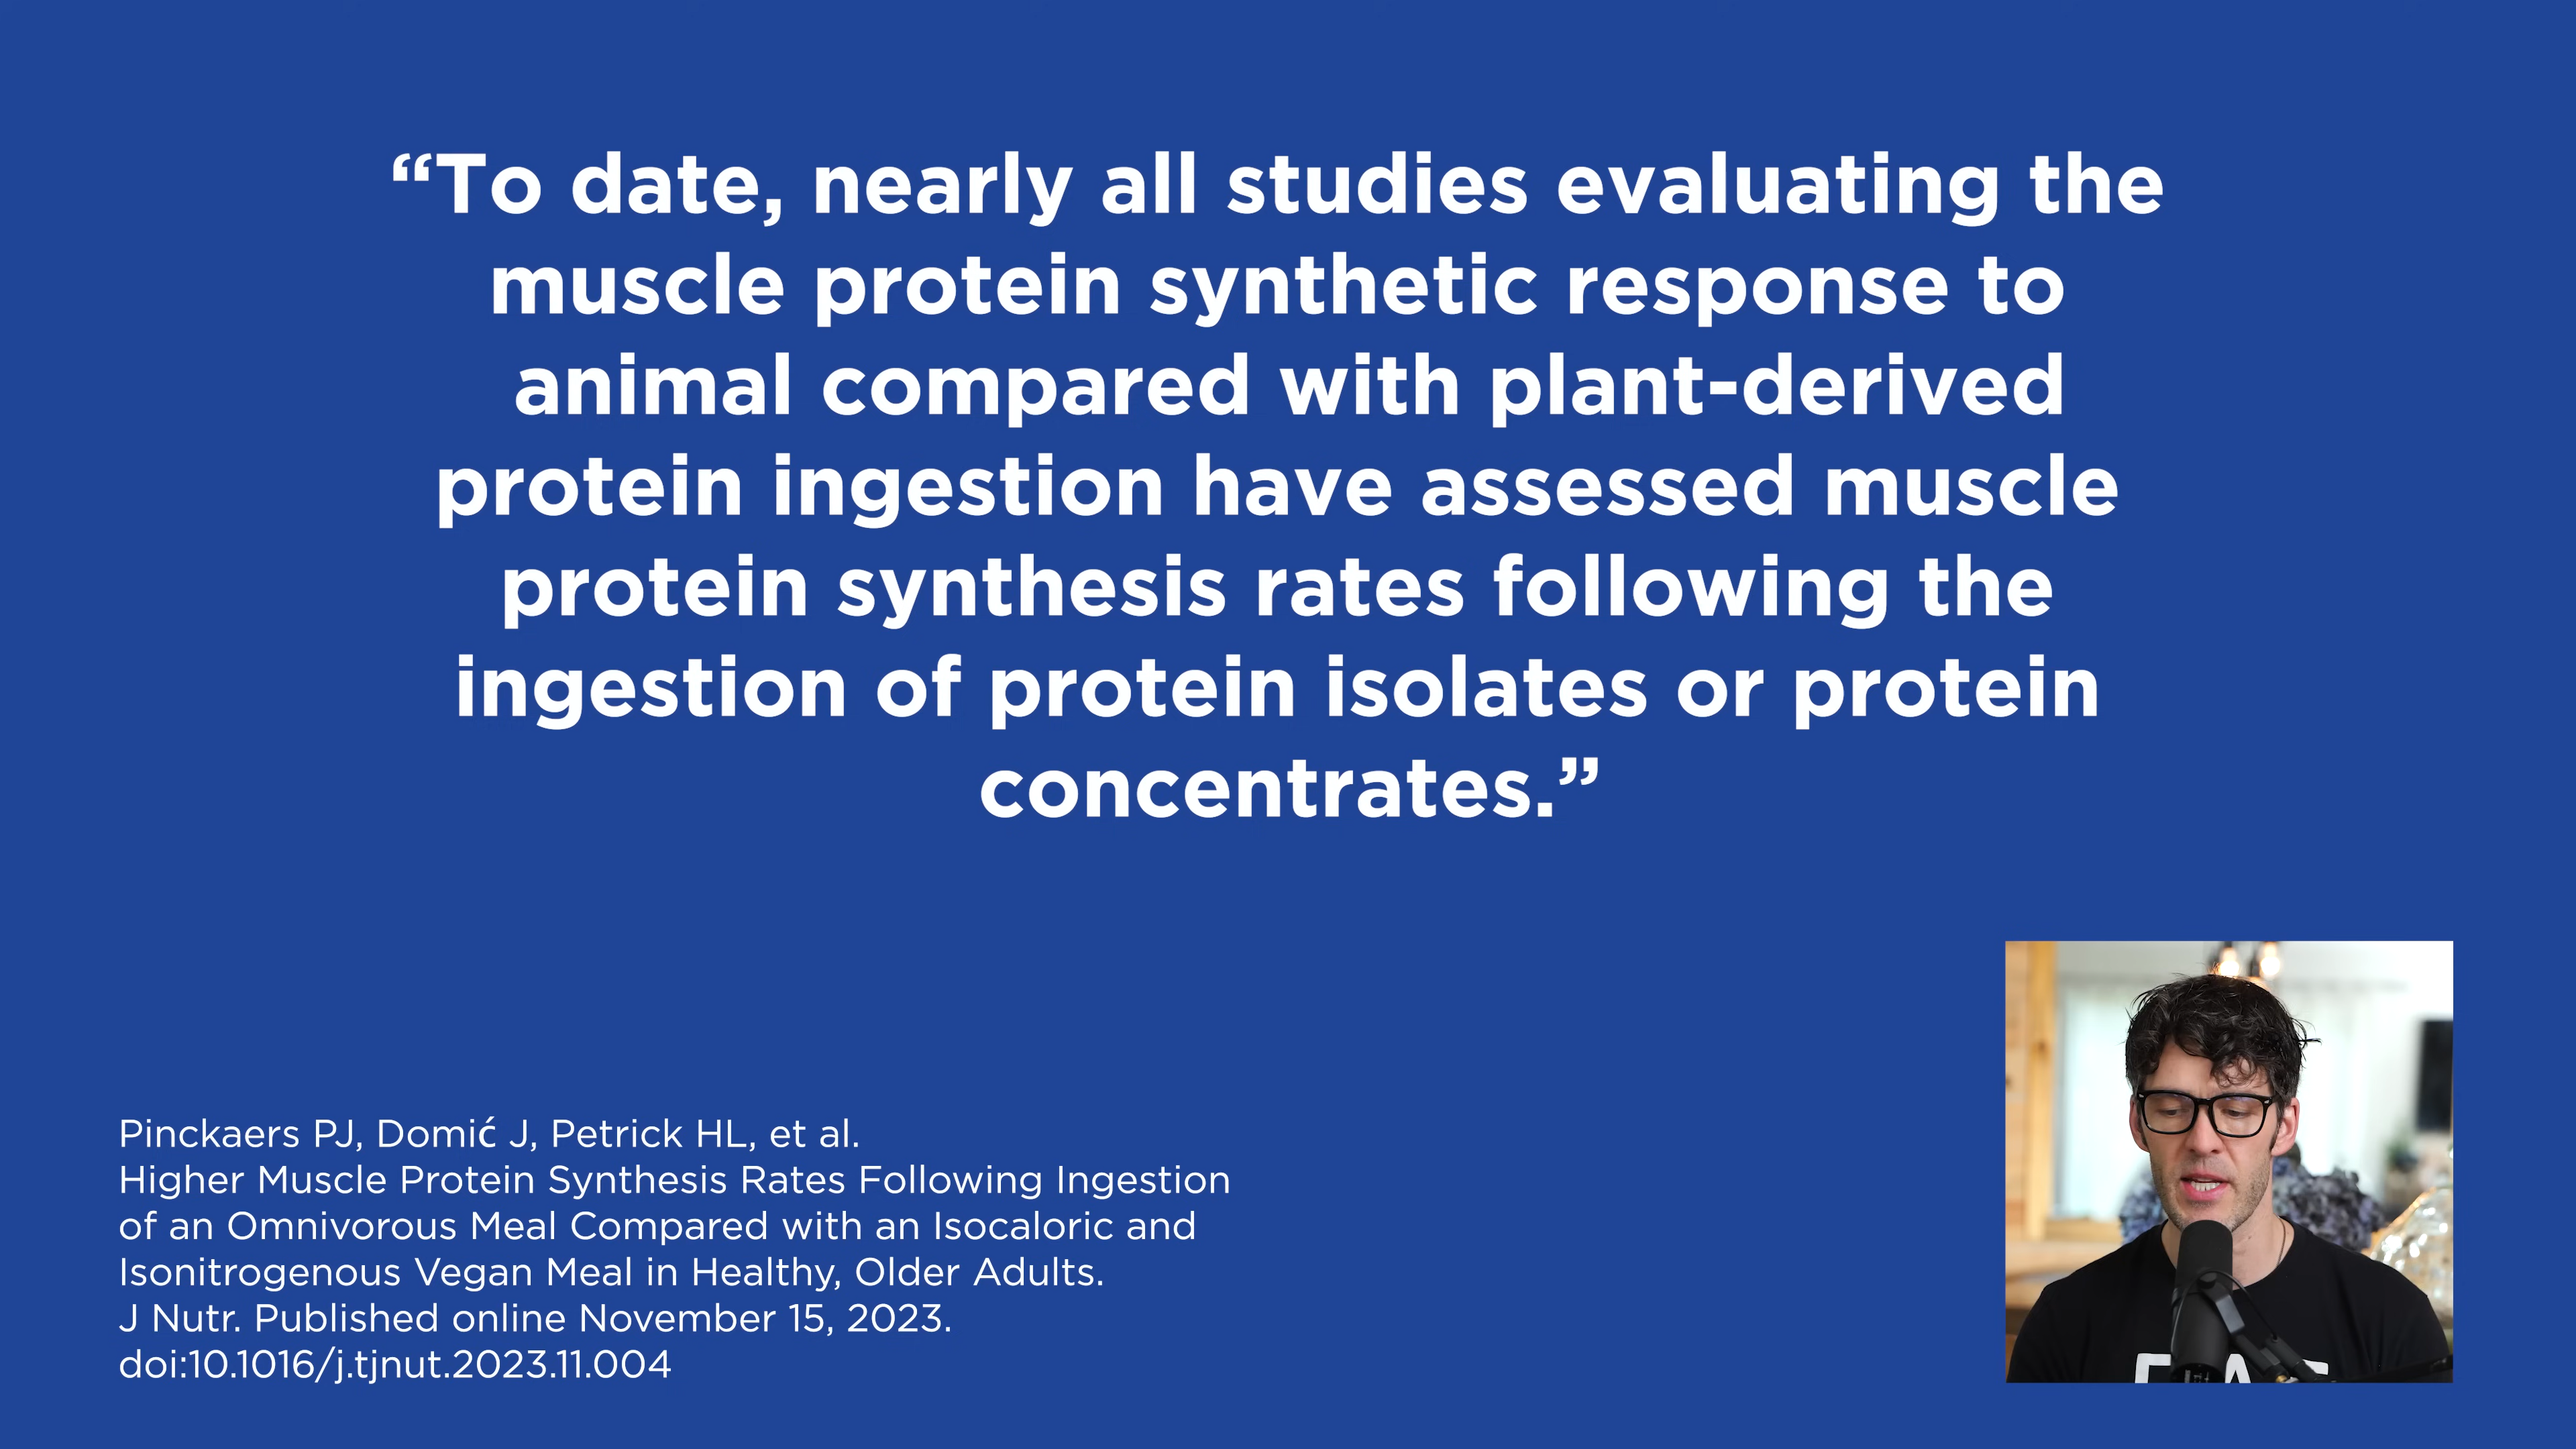 “To date, nearly all studies evaluating the
muscle protein synthetic response to
animal compared with plant-derived
protein ingestion have assessed muscle
protein synthesis rates following the
ingestion of protein isolates or protein
concentrates.”
Pinckaers PJ, Domić J, Petrick HL, et al.
Higher Muscle Protein Synthesis Rates Following Ingestion
of an Omnivorous Meal Compared with an Isocaloric and
Isonitrogenous Vegan Meal in Healthy, Older Adults.
J Nutr. Published online November 15, 2023.
doi:10.1016/j.tjnut.2023.11.004